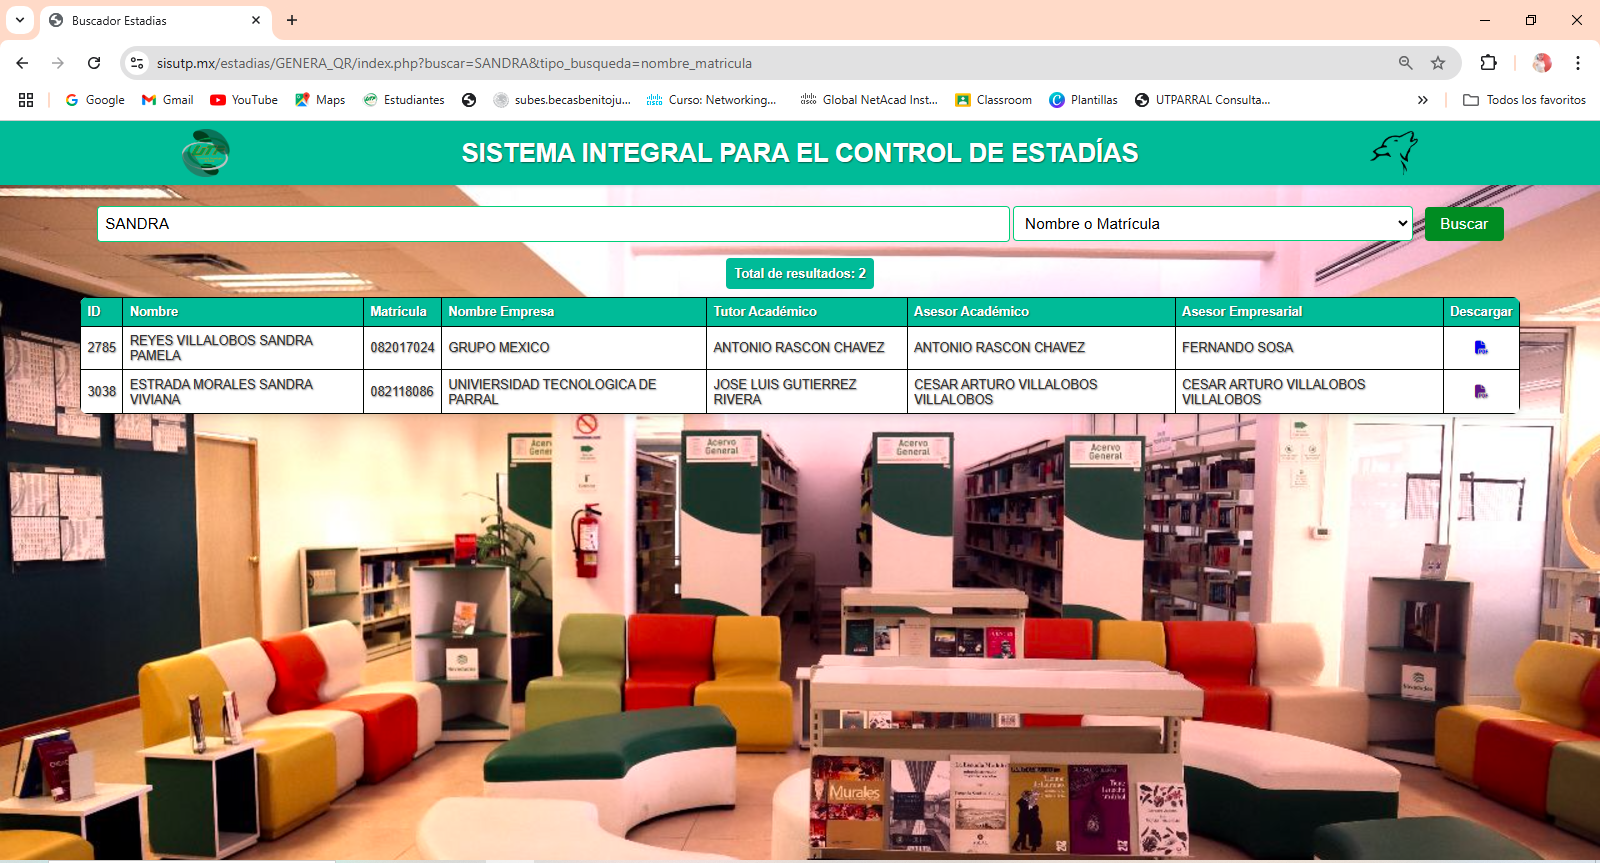 Buscador Estadias
sisutp.mx/estadias/GENERA_QR/index.php?buscar=SANDRA&tipo_busqueda=nombre_matricula
Google Gmail YouTube Maps Estudiantes subes.becasbenitoju... Curso: Networking... Global NetAcad Inst... Classroom Plantillas UTPARRAL Consulta... Todos los favoritos
SISTEMA INTEGRAL PARA EL CONTROL DE ESTADÍAS
SANDRA Nombre o Matrícula Buscar
Total de resultados: 2
ID Nombre Matrícula Nombre Empresa Tutor Académico Asesor Académico Asesor Empresarial Descargar
2785 REYES VILLALOBOS SANDRA PAMELA 082017024 GRUPO MEXICO ANTONIO RASCON CHAVEZ ANTONIO RASCON CHAVEZ FERNANDO SOSA
3038 ESTRADA MORALES SANDRA VIVIANA 082118086 UNIVIERSIDAD TECNOLOGICA DE PARRAL JOSE LUIS GUTIERREZ RIVERA CESAR ARTURO VILLALOBOS VILLALOBOS CESAR ARTURO VILLALOBOS VILLALOBOS
Acervo
General
Acervo
General
Acervo
General
Murales